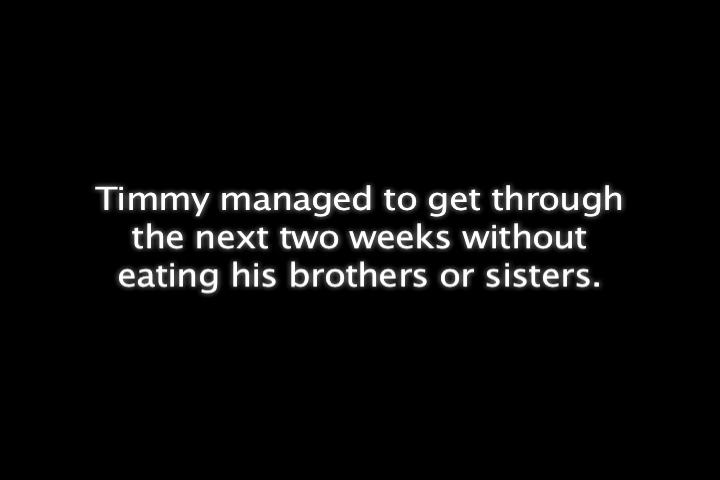 Timmy managed to get through
the next two weeks without
eating his brothers or sisters.